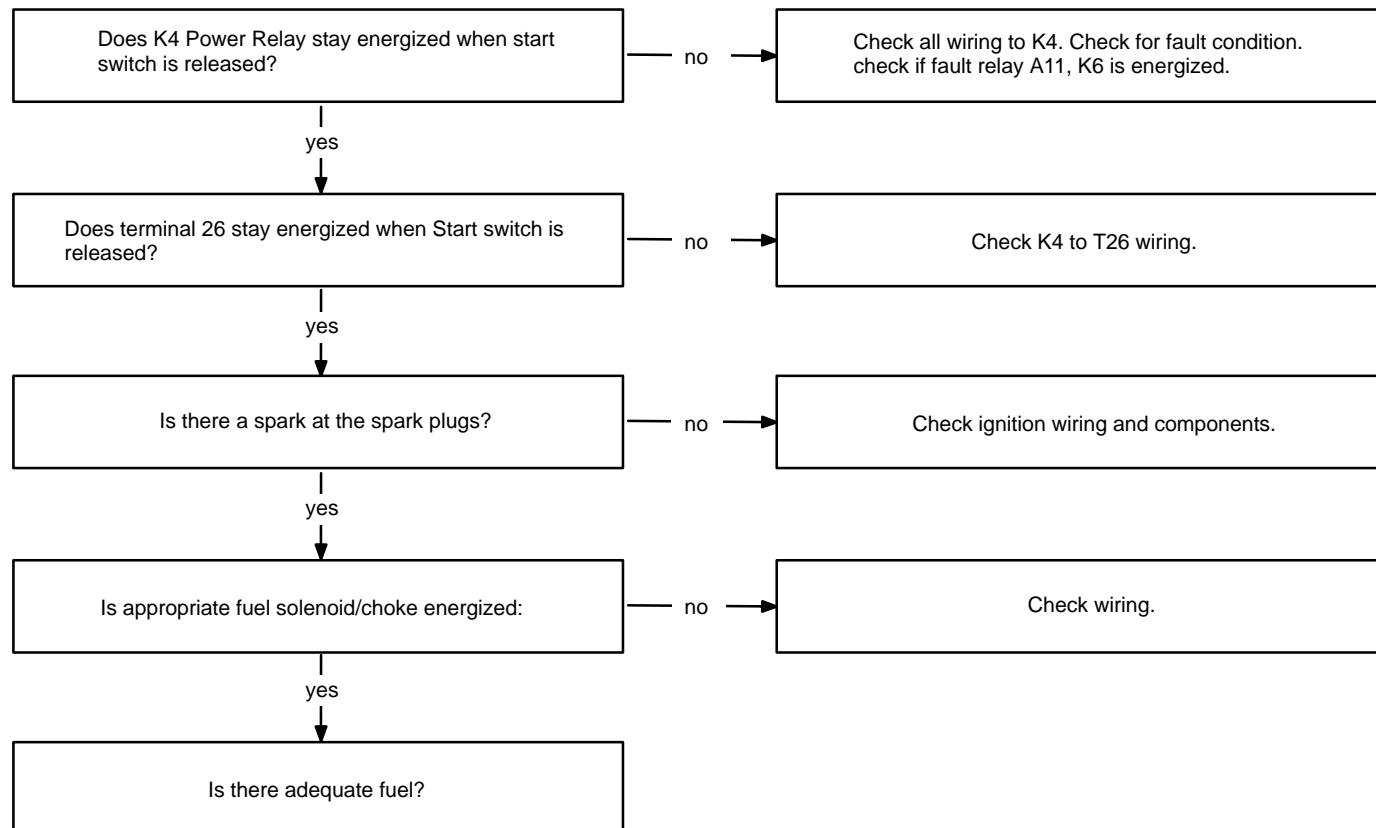 Does K4 Power Relay stay energized when start
switch is released?
no
Check all wiring to K4. Check for fault condition.
check if fault relay A11, K6 is energized.
yes
Does terminal 26 stay energized when Start switch is
released?
no
Check K4 to T26 wiring.
yes
Is there a spark at the spark plugs?
no
Check ignition wiring and components.
yes
Is appropriate fuel solenoid/choke energized:
no
Check wiring.
yes
Is there adequate fuel?